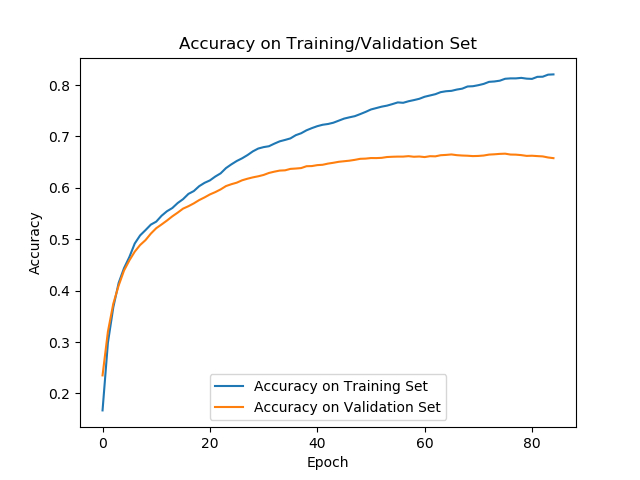 Accuracy on Training/Validation Set
0.8
0.7
0.6
0.5
0.4
0.3
0.2
Accuracy
Accuracy on Training Set
Accuracy on Validation Set
0 20 40 60 80
Epoch